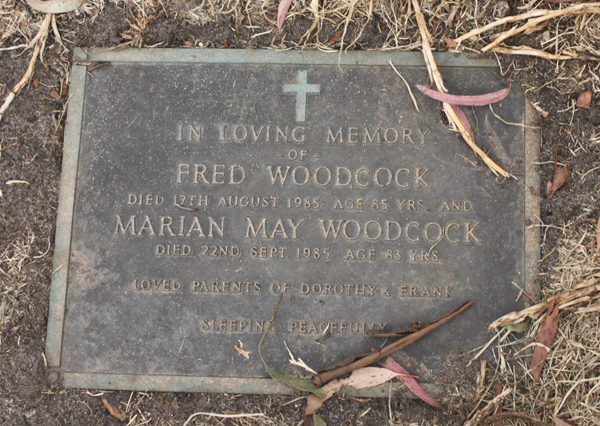 IN LOVING MEMORY
OF
FRED WOODCOCK
DIED 17TH AUGUST 1985 AGE 85 YRS. AND
MARIAN MAY WOODCOCK
DIED 22ND SEPT 1985 AGE 83 YRS.
LOVED PARENTS OF DOROTHY & FRANK
SLEEPING PEACEFULLY